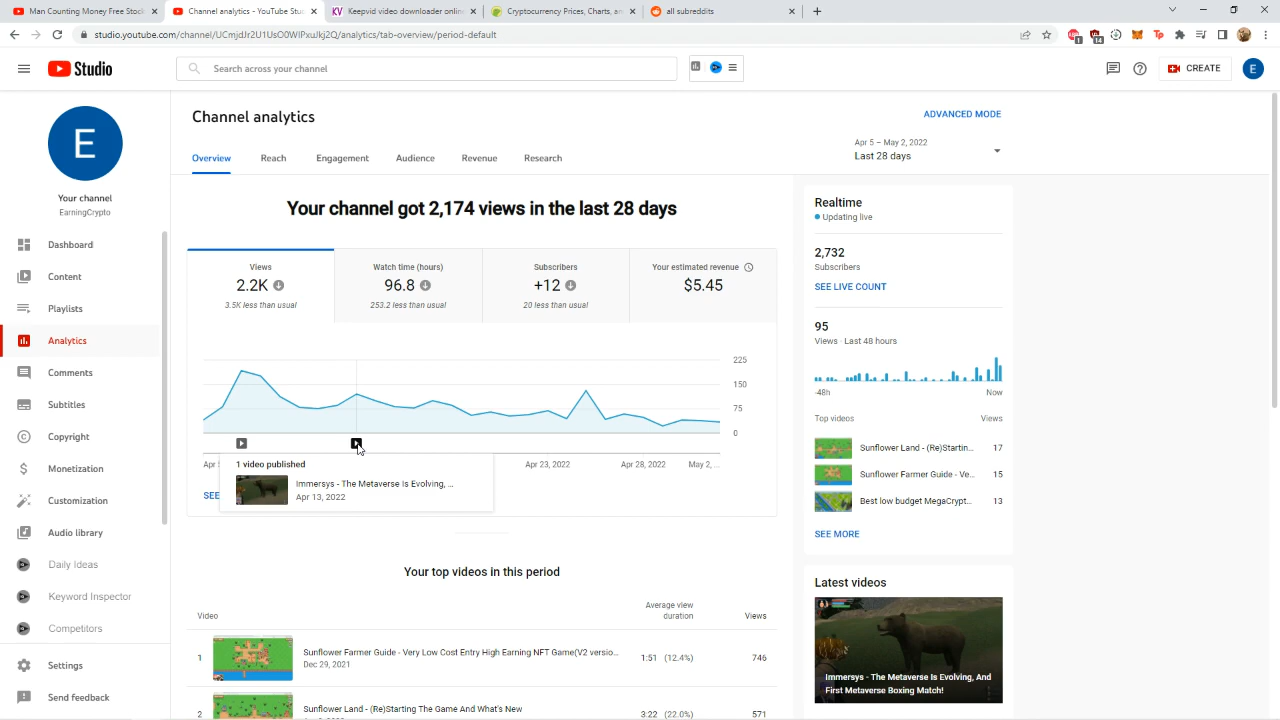 Man Counting Money Free Stock
Channel analytics - YouTube Stu
Keepvid video downloader online
Cryptocurrency Prices, Charts, an
all subreddits
studio.youtube.com/channel/UCmjdJr2U1UsO0WIPxuJkj2Q/analytics/tab-overview/period-default
1
14
Tp
Studio
Search across your channel
CREATE
E
E
Your channel
EarningCrypto
Dashboard
Content
Playlists
Analytics
Comments
Subtitles
Copyright
Monetization
Customization
Audio library
Daily Ideas
Keyword Inspector
Competitors
Settings
Send feedback
Channel analytics
ADVANCED MODE
Overview
Reach
Engagement
Audience
Revenue
Research
Apr 5 – May 2, 2022
Last 28 days
Your channel got 2,174 views in the last 28 days
Views
2.2K
3.5K less than usual
Watch time (hours)
96.8
253.2 less than usual
Subscribers
+12
20 less than usual
Your estimated revenue
$5.45
225
150
75
0
Apr
Apr 23, 2022
Apr 28, 2022
May 2, ...
1 video published
Immersys - The Metaverse Is Evolving, ...
Apr 13, 2022
SEE
Your top videos in this period
Video
Average view
duration
Views
1
Sunflower Farmer Guide - Very Low Cost Entry High Earning NFT Game(V2 versio...
Dec 29, 2021
1:51 (12.4%)
746
2
Sunflower Land - (Re)Starting The Game And What's New
3:22 (22.0%)
571
Realtime
Updating live
2,732
Subscribers
SEE LIVE COUNT
95
Views · Last 48 hours
-48h
Now
Top videos
Views
Sunflower Land - (Re)Startin...
17
Sunflower Farmer Guide - Ve...
15
Best low budget MegaCrypt...
13
SEE MORE
Latest videos
Immersys - The Metaverse Is Evolving, And
First Metaverse Boxing Match!